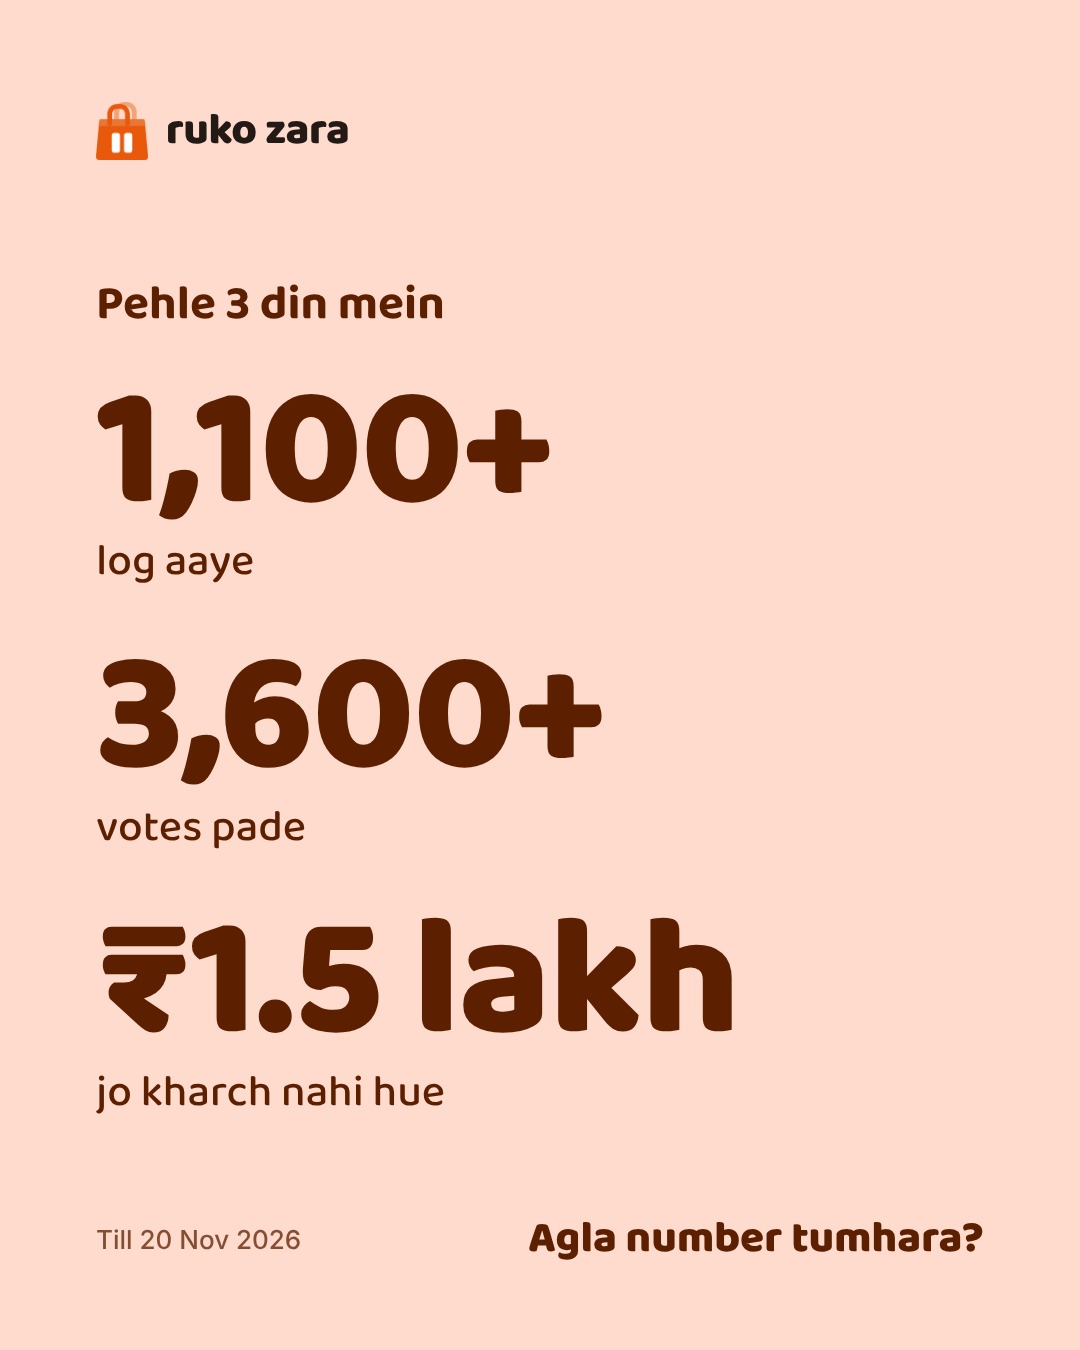 ruko zara
Pehle 3 din mein
1,100+
log aaye
3,600+
votes pade
₹1.5 lakh
jo kharch nahi hue
Till 20 Nov 2026
Agla number tumhara?